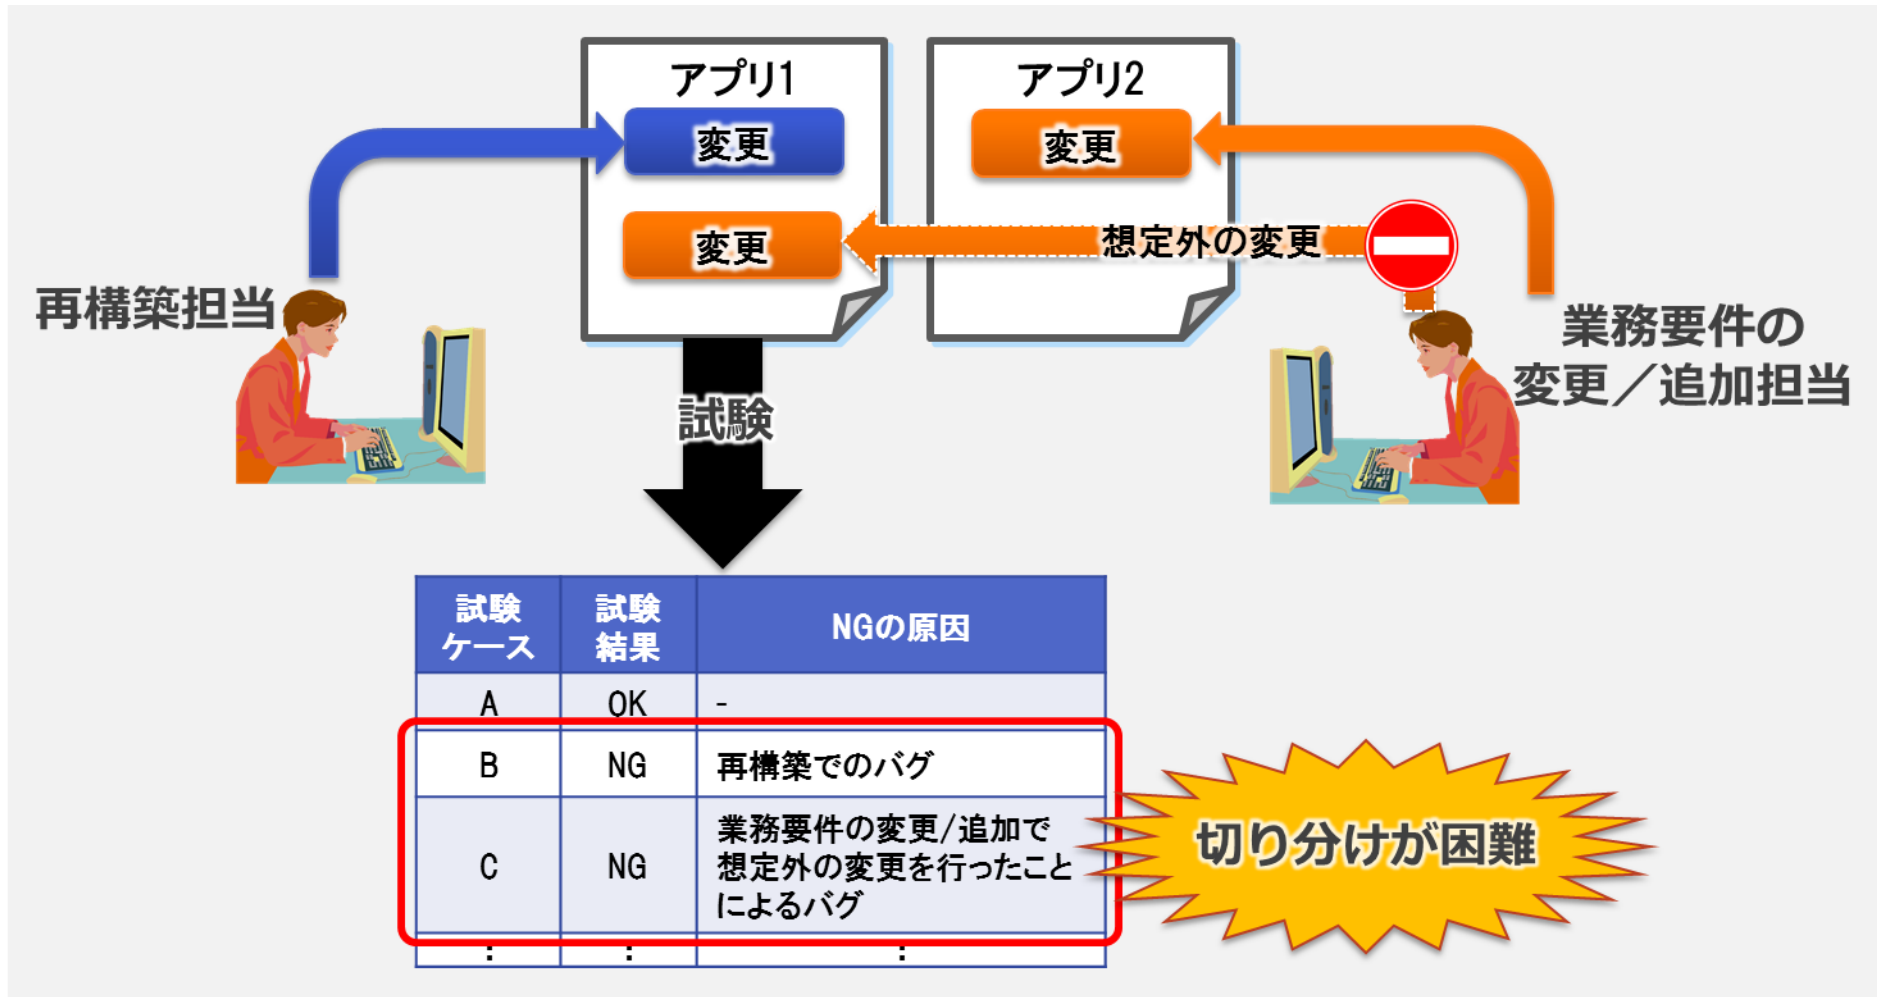 アプリ1
アプリ2
変更
変更
変更
想定外の変更
再構築担当
業務要件の
変更／追加担当
試験
試験
ケース
試験
結果
NGの原因
A
OK
-
B
NG
再構築でのバグ
C
NG
業務要件の変更/追加で
想定外の変更を行ったこと
によるバグ
:
:
:
切り分けが困難